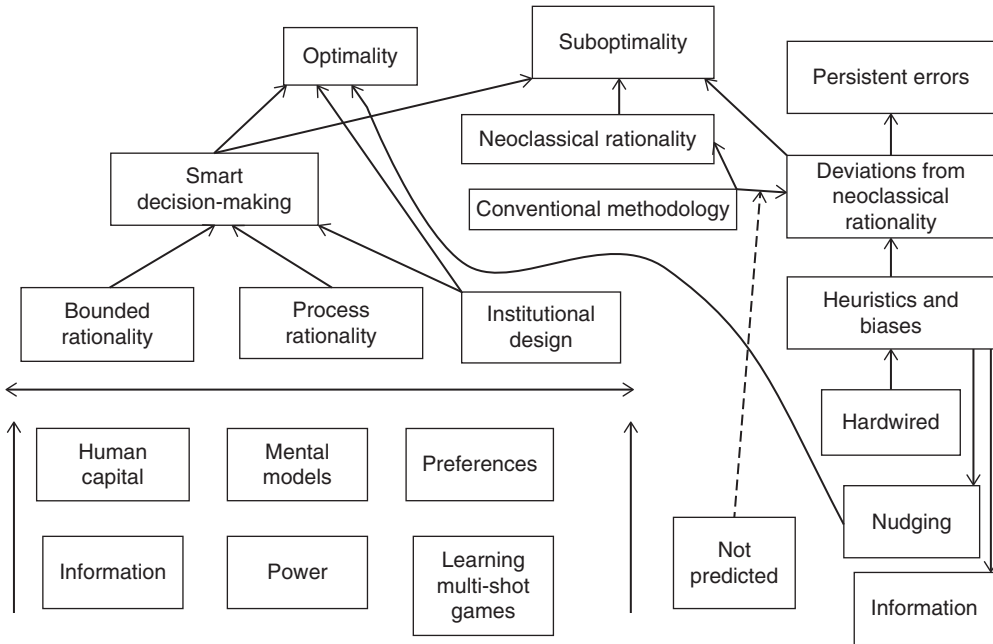 Optimality
Suboptimality
Persistent errors
Neoclassical rationality
Smart
decision-making
Conventional methodology
Deviations from
neoclassical
rationality
Bounded
rationality
Process
rationality
Institutional
design
Heuristics and
biases
Hardwired
Human
capital
Mental
models
Preferences
Nudging
Information
Power
Learning
multi-shot
games
Not
predicted
Information